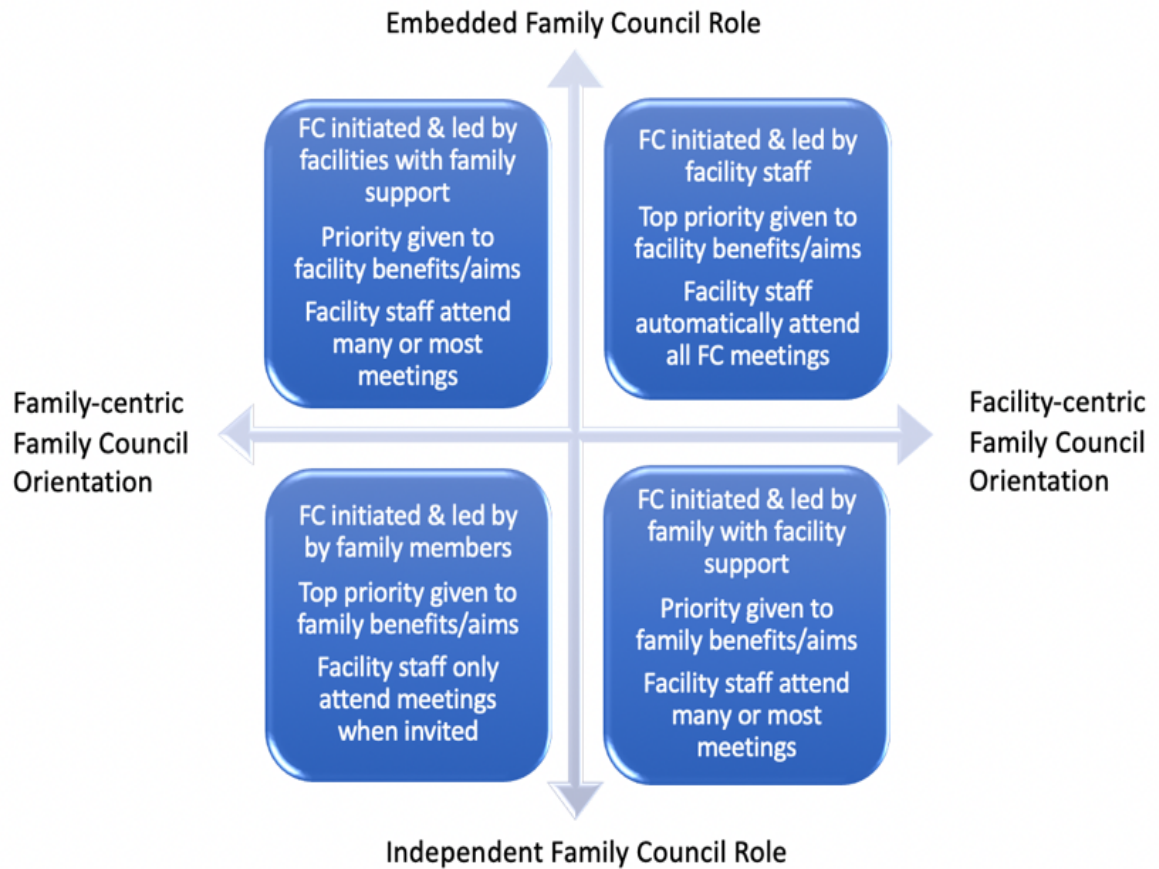 Embedded Family Council Role
FC initiated & led by
facilities with family
support
Priority given to
facility benefits/aims
Facility staff attend
many or most
meetings
FC initiated & led by
facility staff
Top priority given to
facility benefits/aims
Facility staff
automatically attend
all FC meetings
Family-centric
Family Council
Orientation
Facility-centric
Family Council
Orientation
FC initiated & led by
by family members
Top priority given to
family benefits/aims
Facility staff only
attend meetings
when invited
FC initiated & led by
family with facility
support
Priority given to
family benefits/aims
Facility staff attend
many or most
meetings
Independent Family Council Role